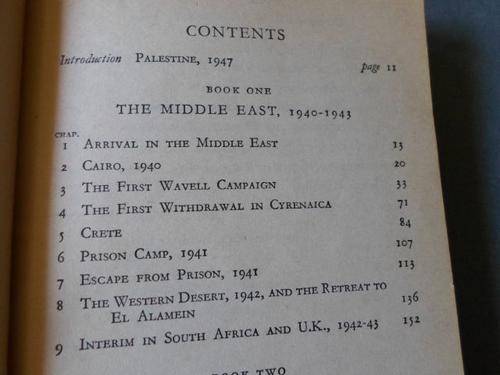 CONTENTS
Introduction PALESTINE, 1947 page 11
BOOK ONE
THE MIDDLE EAST, 1940-1943
CHAP.
1 ARRIVAL IN THE MIDDLE EAST 13
2 CAIRO, 1940 20
3 THE FIRST WAVELL CAMPAIGN 33
4 THE FIRST WITHDRAWAL IN CYRENAICA 71
5 CRETE 84
6 PRISON CAMP, 1941 107
7 ESCAPE FROM PRISON, 1941 113
8 THE WESTERN DESERT, 1942, AND THE RETREAT TO
EL ALAMEIN 136
9 INTERIM IN SOUTH AFRICA AND U.K., 1942-43 152
BOOK TWO